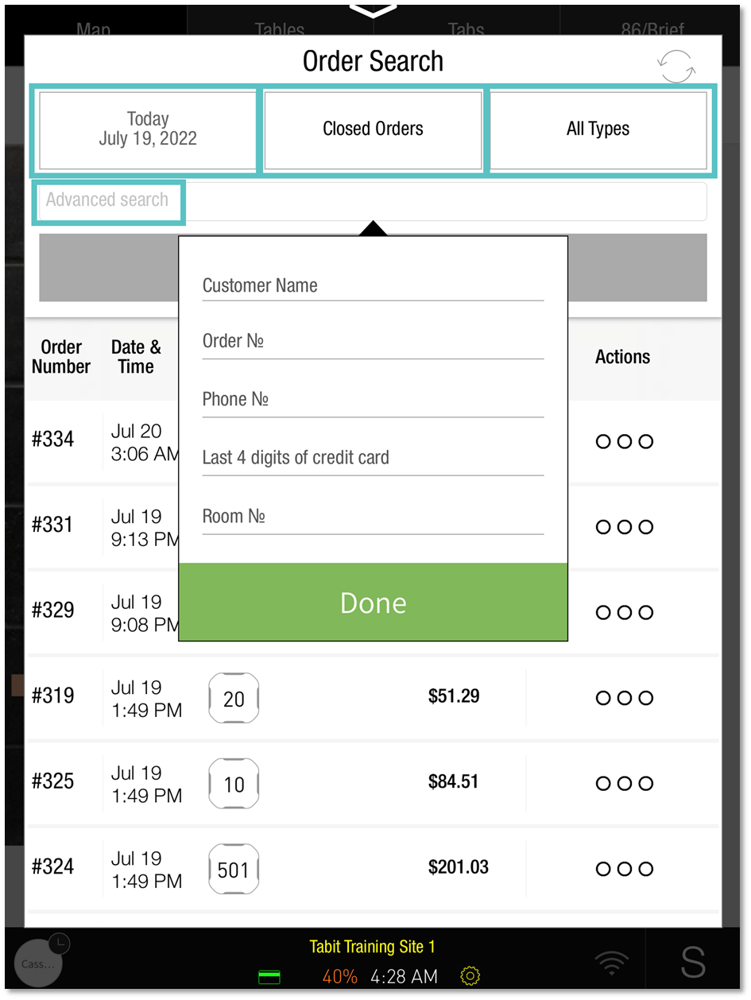 Map Tables Tabs 86/Brief
Order Search
Today
July 19, 2022
Closed Orders
All Types
Advanced search
Customer Name
Order №
Phone №
Last 4 digits of credit card
Room №
Done
Order
Number
Date &
Time
Actions
#334
Jul 20
3:06 AM
#331
Jul 19
9:13 PM
#329
Jul 19
9:08 PM
#319
Jul 19
1:49 PM
20
$51.29
#325
Jul 19
1:49 PM
10
$84.51
#324
Jul 19
1:49 PM
501
$201.03
Cass...
Tabit Training Site 1
40% 4:28 AM
S